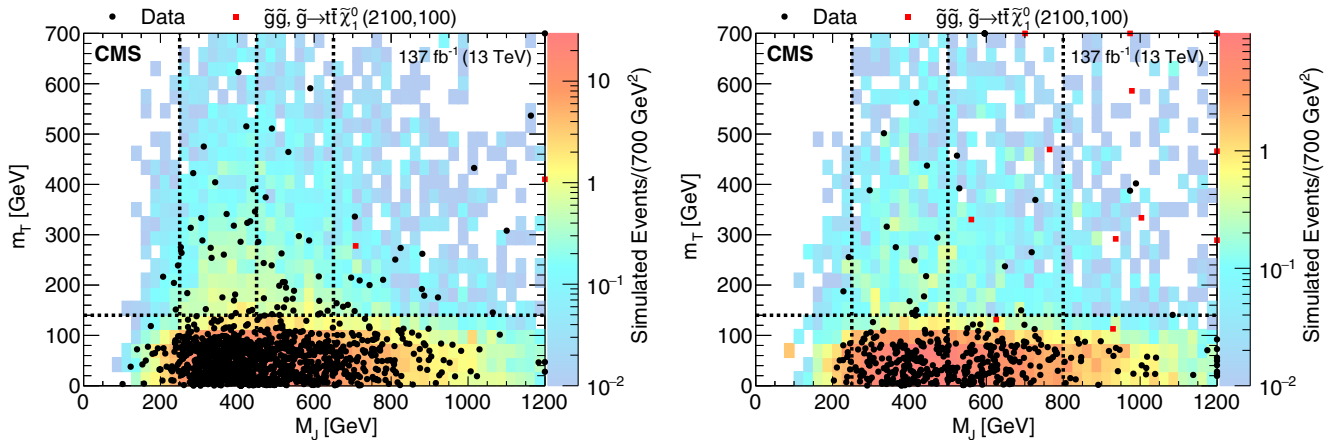 ● Data ■ g̃g̃, g̃→tt̄χ̃₁⁰ (2100,100)
CMS 137 fb⁻¹ (13 TeV)
m_T [GeV]
700
600
500
400
300
200
100
0
0 200 400 600 800 1000 1200
M_J [GeV]
10
1
10⁻¹
10⁻²
Simulated Events/(700 GeV²)
● Data ■ g̃g̃, g̃→tt̄χ̃₁⁰ (2100,100)
CMS 137 fb⁻¹ (13 TeV)
m_T [GeV]
700
600
500
400
300
200
100
0
0 200 400 600 800 1000 1200
M_J [GeV]
1
10⁻¹
10⁻²
Simulated Events/(700 GeV²)